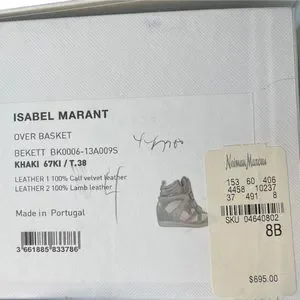 ISABEL MARANT
OVER BASKET
BEKETT BK0006-13A009S
KHAKI 67KI / T.38
LEATHER 1 100% Calf velvet leather
LEATHER 2 100% Lamb leather
4
Made in Portugal
3 661885 833786
Neiman Marcus
153 60 406
4458 10237
37 491 8
SKU 04640802
8B
$695.00